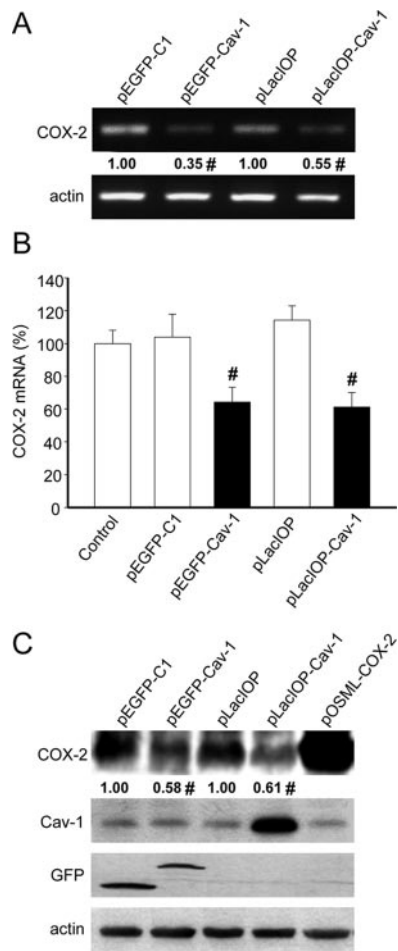 A
pEGFP-C1 pEGFP-Cav-1 pLacIOP pLacIOP-Cav-1
COX-2
1.00 0.35 # 1.00 0.55 #
actin
B
COX-2 mRNA (%)
140
120
100
80
60
40
20
0
# #
Control pEGFP-C1 pEGFP-Cav-1 pLacIOP pLacIOP-Cav-1
C
pEGFP-C1 pEGFP-Cav-1 pLacIOP pLacIOP-Cav-1 pOSML-COX-2
COX-2
1.00 0.58 # 1.00 0.61 #
Cav-1
GFP
actin